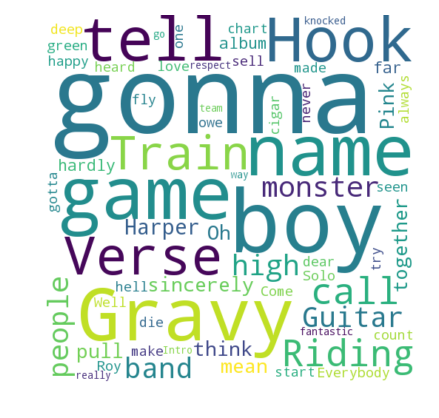 knocked
deep go one chart tell Hook
green album
happy heard love respect sell made far
gonna
fly never Pink always
team owe cigar
Train name
hardly way
gotta game monster seen
Harper Oh boy together
Verse high dear try
people sincerely Solo call
hell Come
Well Gravy Guitar
die fantastic count
pull make Intro think Riding
Roy band mean start Everybody
really